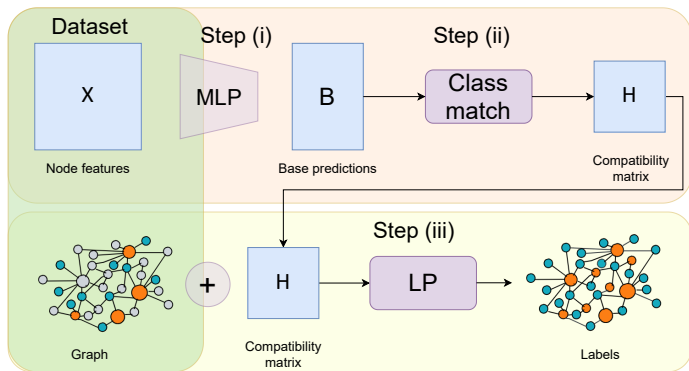 Dataset
Step (i)
Step (ii)
X
MLP
B
Class
match
H
Node features
Base predictions
Compatibility
matrix
Step (iii)
+
H
LP
Graph
Compatibility
matrix
Labels